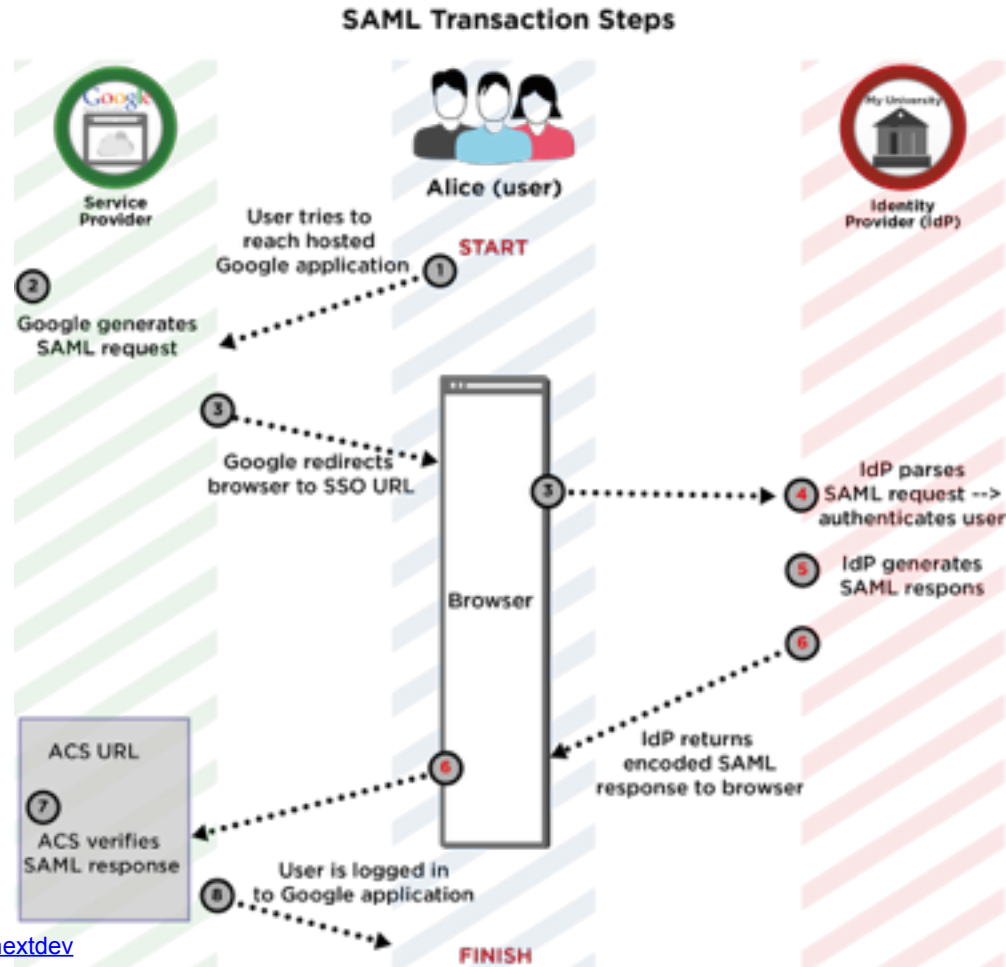 SAML Transaction Steps
Google
My University
Service
Provider
Alice (user)
Identity
Provider (IdP)
User tries to
reach hosted
Google application
START
1
2
Google generates
SAML request
3
Google redirects
browser to SSO URL
3
4
IdP parses
SAML request -->
authenticates user
5
IdP generates
SAML respons
Browser
6
IdP returns
encoded SAML
response to browser
6
ACS URL
7
ACS verifies
SAML response
8
User is logged in
to Google application
FINISH
nextdev